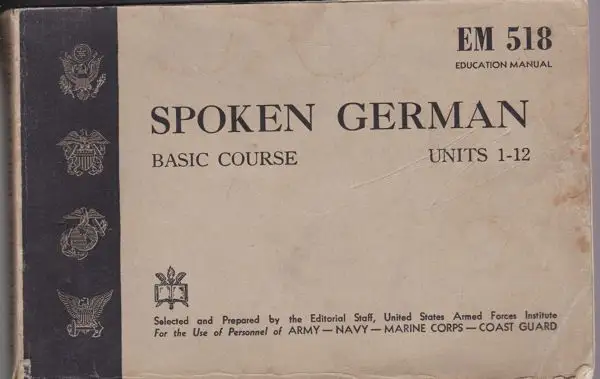 EM 518
EDUCATION MANUAL
SPOKEN GERMAN
BASIC COURSE UNITS 1-12
Selected and Prepared by the Editorial Staff, United States Armed Forces Institute
For the Use of Personnel of ARMY—NAVY—MARINE CORPS—COAST GUARD